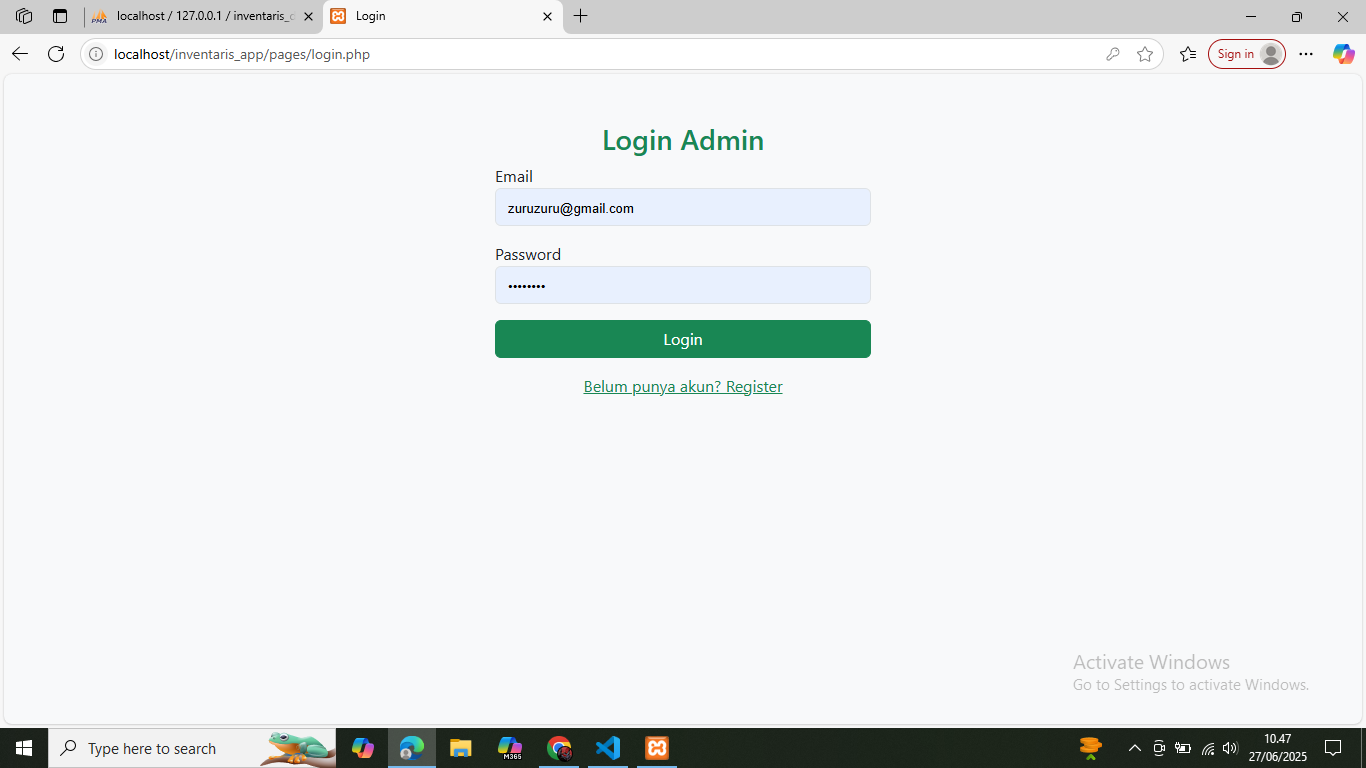 localhost / 127.0.0.1 / inventaris_d
Login
localhost/inventaris_app/pages/login.php
Sign in
Login Admin
Email
zuruzuru@gmail.com
Password
••••••••
Login
Belum punya akun? Register
Activate Windows
Go to Settings to activate Windows.
Type here to search
M365
10.47
27/06/2025